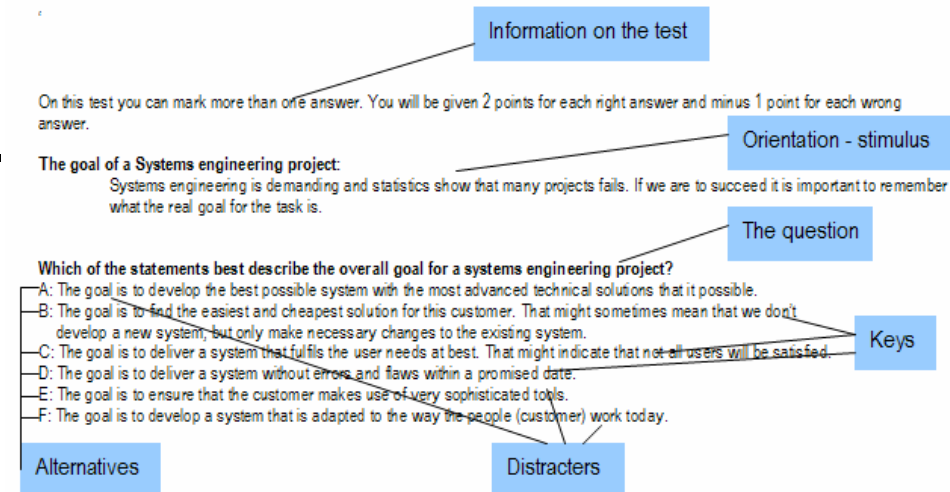 Information on the test
On this test you can mark more than one answer. You will be given 2 points for each right answer and minus 1 point for each wrong
answer.
Orientation - stimulus
The goal of a Systems engineering project:
Systems engineering is demanding and statistics show that many projects fails. If we are to succeed it is important to remember
what the real goal for the task is.
The question
Which of the statements best describe the overall goal for a systems engineering project?
A: The goal is to develop the best possible system with the most advanced technical solutions that it possible.
B: The goal is to find the easiest and cheapest solution for this customer. That might sometimes mean that we don't
develop a new system, but only make necessary changes to the existing system.
Keys
C: The goal is to deliver a system that fulfils the user needs at best. That might indicate that not all users will be satisfied.
D: The goal is to deliver a system without errors and flaws within a promised date.
E: The goal is to ensure that the customer makes use of very sophisticated tools.
F: The goal is to develop a system that is adapted to the way the people (customer) work today.
Alternatives
Distracters